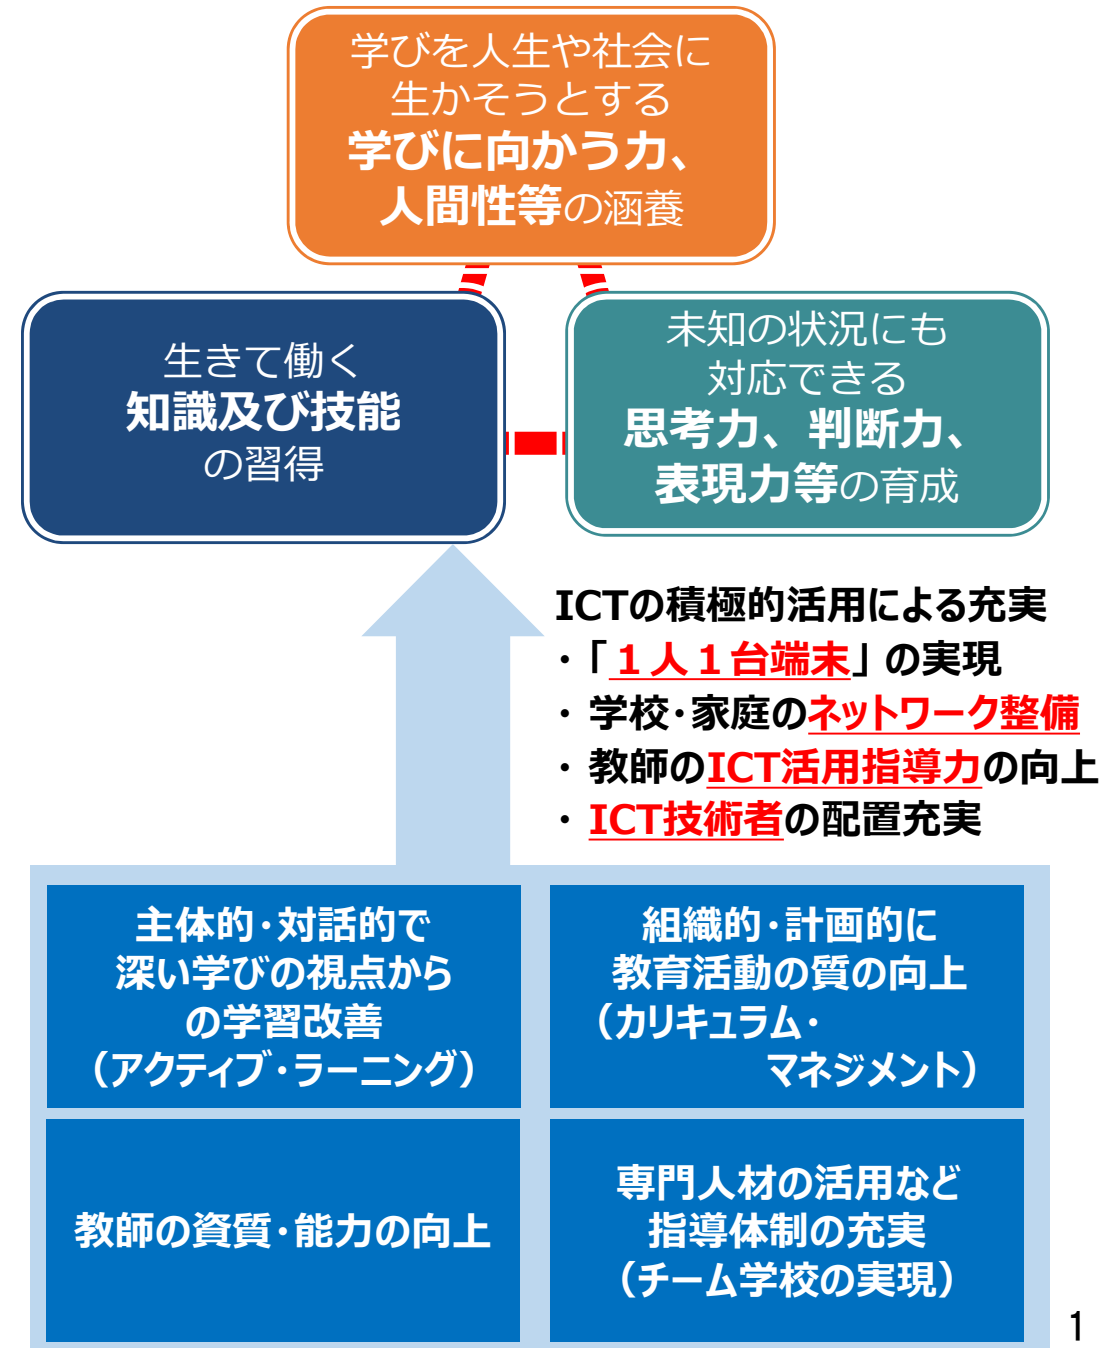 学びを人生や社会に
生かそうとする
学びに向かう力、
人間性等の涵養
生きて働く
知識及び技能
の習得
未知の状況にも
対応できる
思考力、判断力、
表現力等の育成
ICTの積極的活用による充実
・「１人１台端末」の実現
・学校・家庭のネットワーク整備
・教師のICT活用指導力の向上
・ICT技術者の配置充実
主体的・対話的で
深い学びの視点から
の学習改善
（アクティブ・ラーニング）
組織的・計画的に
教育活動の質の向上
（カリキュラム・
マネジメント）
教師の資質・能力の向上
専門人材の活用など
指導体制の充実
（チーム学校の実現）
1